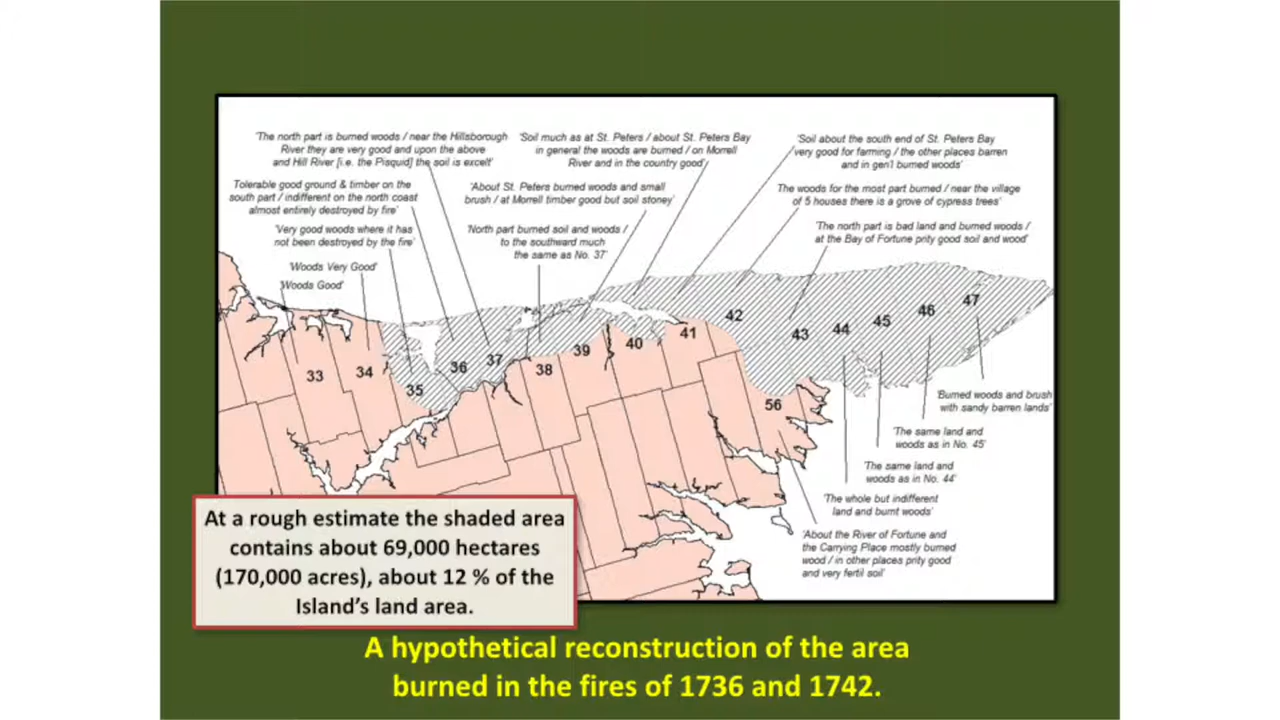 'The north part is burned woods / near the Hillsborough
River they are very good and upon the above
and Hill River [i.e. the Pisquid] the soil is excelt'
'Soil much as at St. Peters / about St. Peters Bay
in general the woods are burned / on Morrell
River and in the country good'
'Soil about the south end of St. Peters Bay
very good for farming / the other places barren
and in gen'l burned woods'
Tolerable good ground & timber on the
south part / indifferent on the north coast
almost entirely destroyed by fire'
'About St. Peters burned woods and small
brush / at Morrell timber good but soil stoney'
The woods for the most part burned / near the village
of 5 houses there is a grove of cypress trees'
'Very good woods where it has
not been destroyed by the fire'
'North part burned soil and woods /
to the southward much
the same as No. 37'
'The north part is bad land and burned woods /
at the Bay of Fortune prity good soil and wood'
'Woods Very Good'
'Woods Good'
33
34
35
36
37
38
39
40
41
42
43
44
45
46
47
56
'Burned woods and brush
with sandy barren lands'
'The same land and
woods as in No. 45'
'The same land and
woods as in No. 44'
'The whole but indifferent
land and burnt woods'
'About the River of Fortune and
the Carrying Place mostly burned
wood / in other places prity good
and very fertil soil'
At a rough estimate the shaded area
contains about 69,000 hectares
(170,000 acres), about 12 % of the
Island's land area.
A hypothetical reconstruction of the area
burned in the fires of 1736 and 1742.